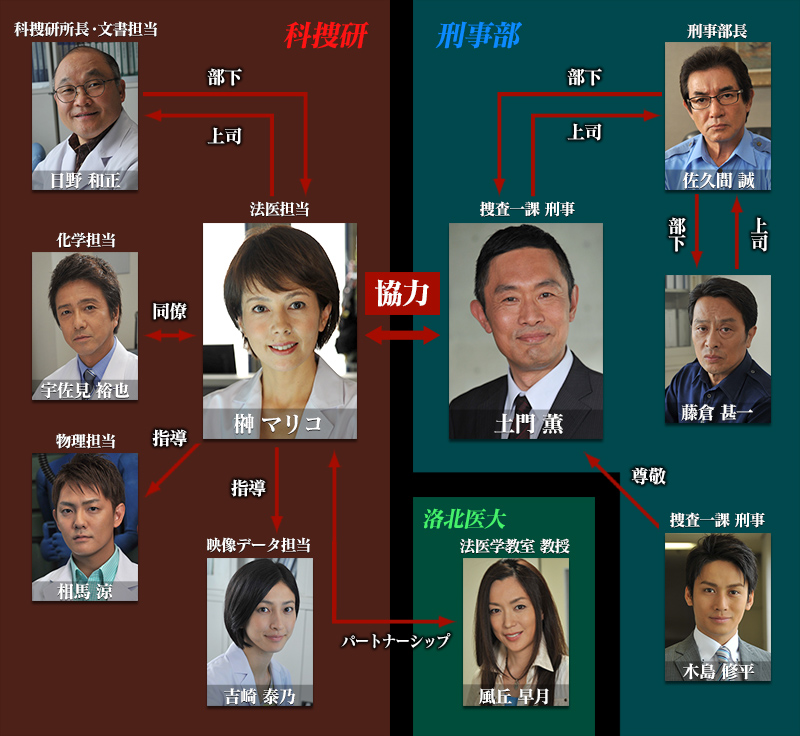 科捜研
科捜研所長・文書担当
日野 和正
部下
上司
法医担当
榊 マリコ
化学担当
宇佐見 裕也
同僚
物理担当
相馬 涼
指導
指導
映像データ担当
吉崎 泰乃
協力
刑事部
刑事部長
佐久間 誠
部下
上司
捜査一課 刑事
土門 薫
部下
上司
藤倉 甚一
尊敬
捜査一課 刑事
木島 修平
洛北医大
法医学教室 教授
風丘 早月
パートナーシップ